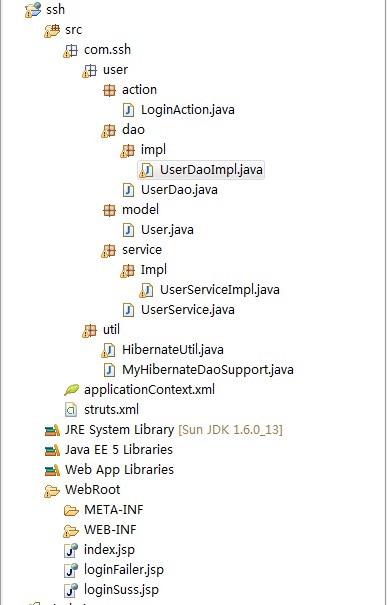 ssh
src
com.ssh
user
action
LoginAction.java
dao
impl
UserDaoImpl.java
UserDao.java
model
User.java
service
Impl
UserServiceImpl.java
UserService.java
util
HibernateUtil.java
MyHibernateDaoSupport.java
applicationContext.xml
struts.xml
JRE System Library [Sun JDK 1.6.0_13]
Java EE 5 Libraries
Web App Libraries
WebRoot
META-INF
WEB-INF
index.jsp
loginFailer.jsp
loginSuss.jsp